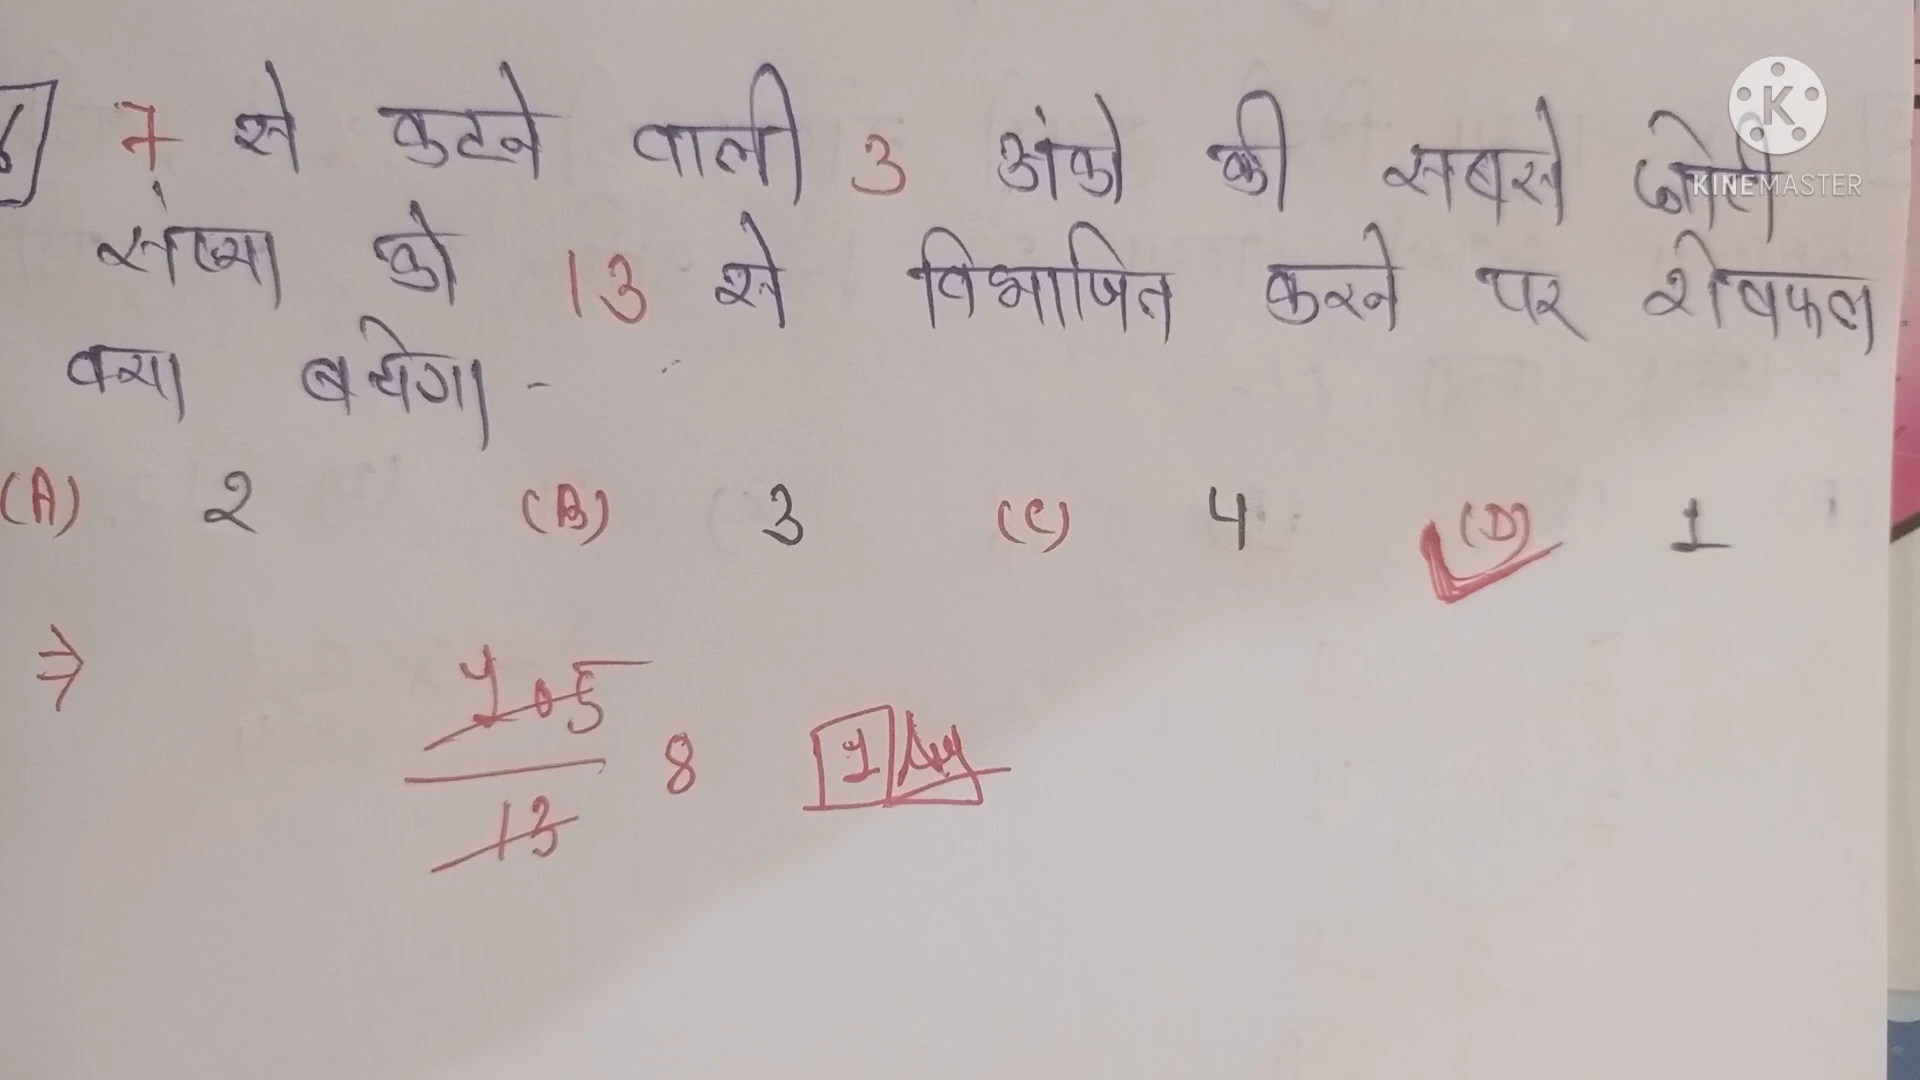 7 से कटने वाली 3 अंको की सबसे छोटी
संख्या को 13 से विभाजित करने पर शेषफल
क्या बचेगा -
(A) 2 (B) 3 (C) 4 (D) 1
⇒ 105
13 8 1 Ans
KINEMASTER